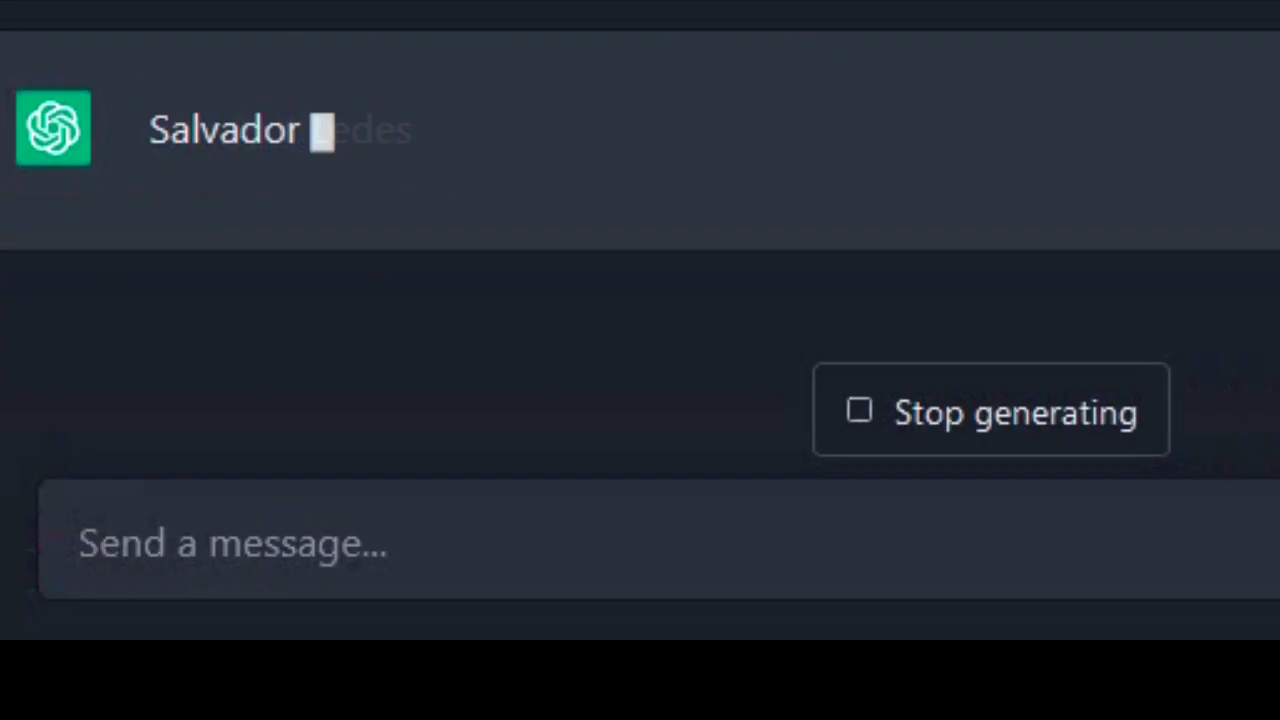 Salvador
Stop generating
Send a message...